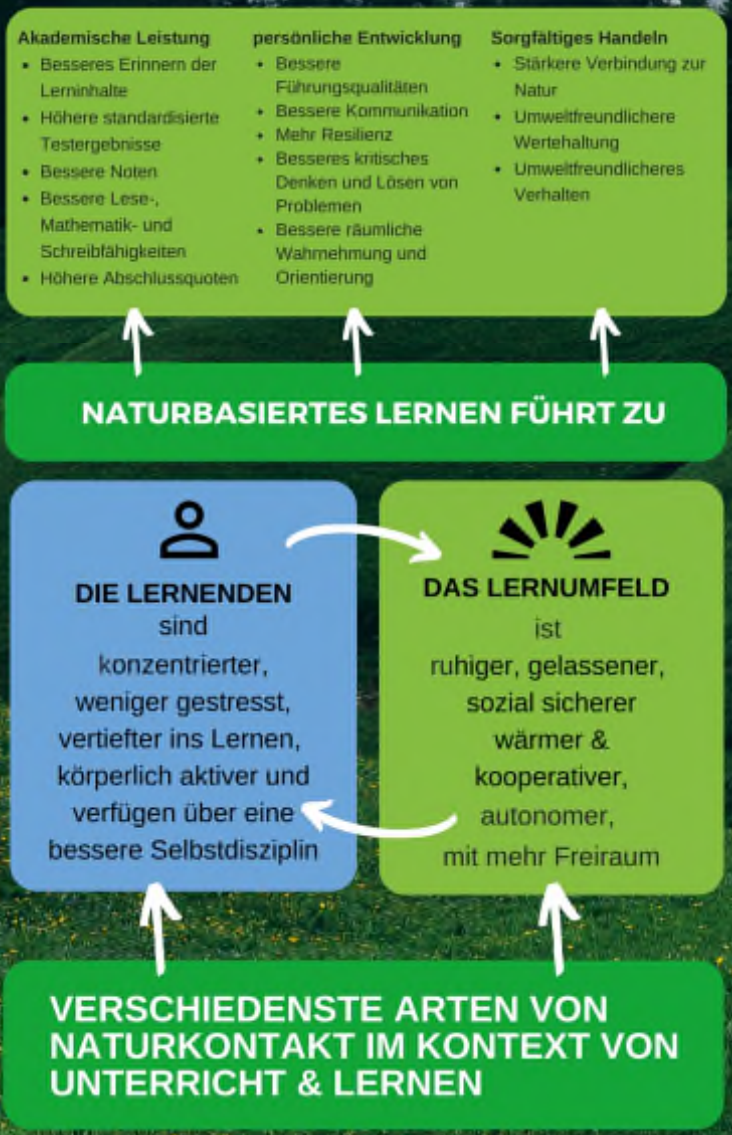 Akademische Leistung
• Besseres Erinnern der
Lerninhalte
• Höhere standardisierte
Testergebnisse
• Bessere Noten
• Bessere Lese-,
Mathematik- und
Schreibfähigkeiten
• Höhere Abschlussquoten
persönliche Entwicklung
• Bessere
Führungsqualitäten
• Bessere Kommunikation
• Mehr Resilienz
• Besseres kritisches
Denken und Lösen von
Problemen
• Bessere räumliche
Wahrnehmung und
Orientierung
Sorgfältiges Handeln
• Stärkere Verbindung zur
Natur
• Umweltfreundlichere
Wertehaltung
• Umweltfreundlicheres
Verhalten
NATURBASIERTES LERNEN FÜHRT ZU
DIE LERNENDEN
sind
konzentrierter,
weniger gestresst,
vertiefter ins Lernen,
körperlich aktiver und
verfügen über eine
bessere Selbstdisziplin
DAS LERNUMFELD
ist
ruhiger, gelassener,
sozial sicherer
wärmer &
kooperativer,
autonomer,
mit mehr Freiraum
VERSCHIEDENSTE ARTEN VON
NATURKONTAKT IM KONTEXT VON
UNTERRICHT & LERNEN